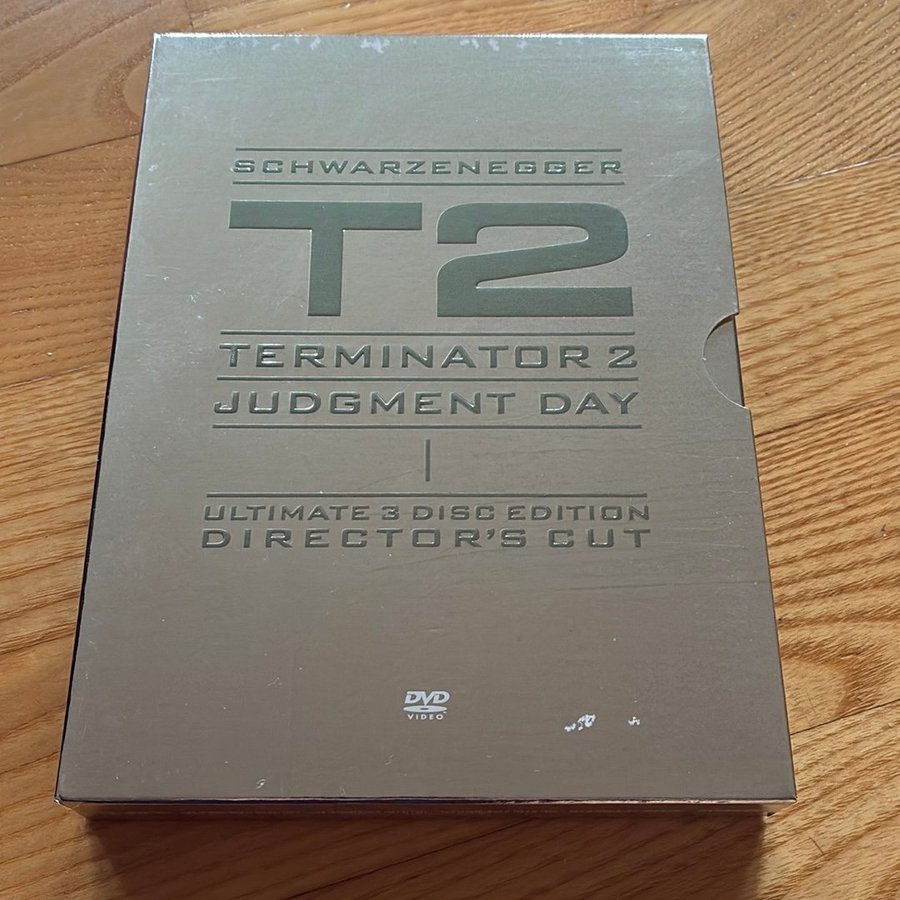 SCHWARZENEGGER
T2
TERMINATOR 2
JUDGMENT DAY
ULTIMATE 3 DISC EDITION
DIRECTOR'S CUT
DVD
VIDEO